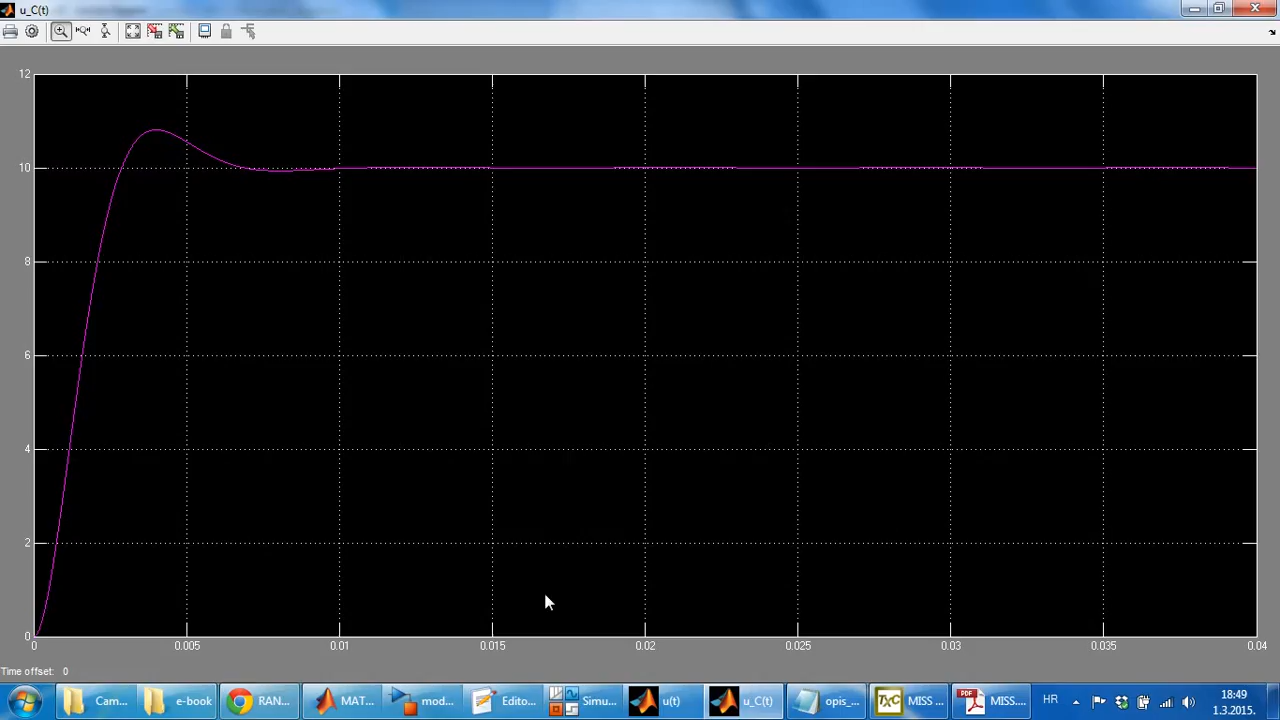 u_C(t)
12
10
8
6
4
2
0
0 0.005 0.01 0.015 0.02 0.025 0.03 0.035 0.04
Time offset: 0
Cam... e-book RAN... MAT... mod... Edito... Simu... u(t) u_C(t) opis_... TXC MISS ... PDF MISS.... HR 18:49
1.3.2015.